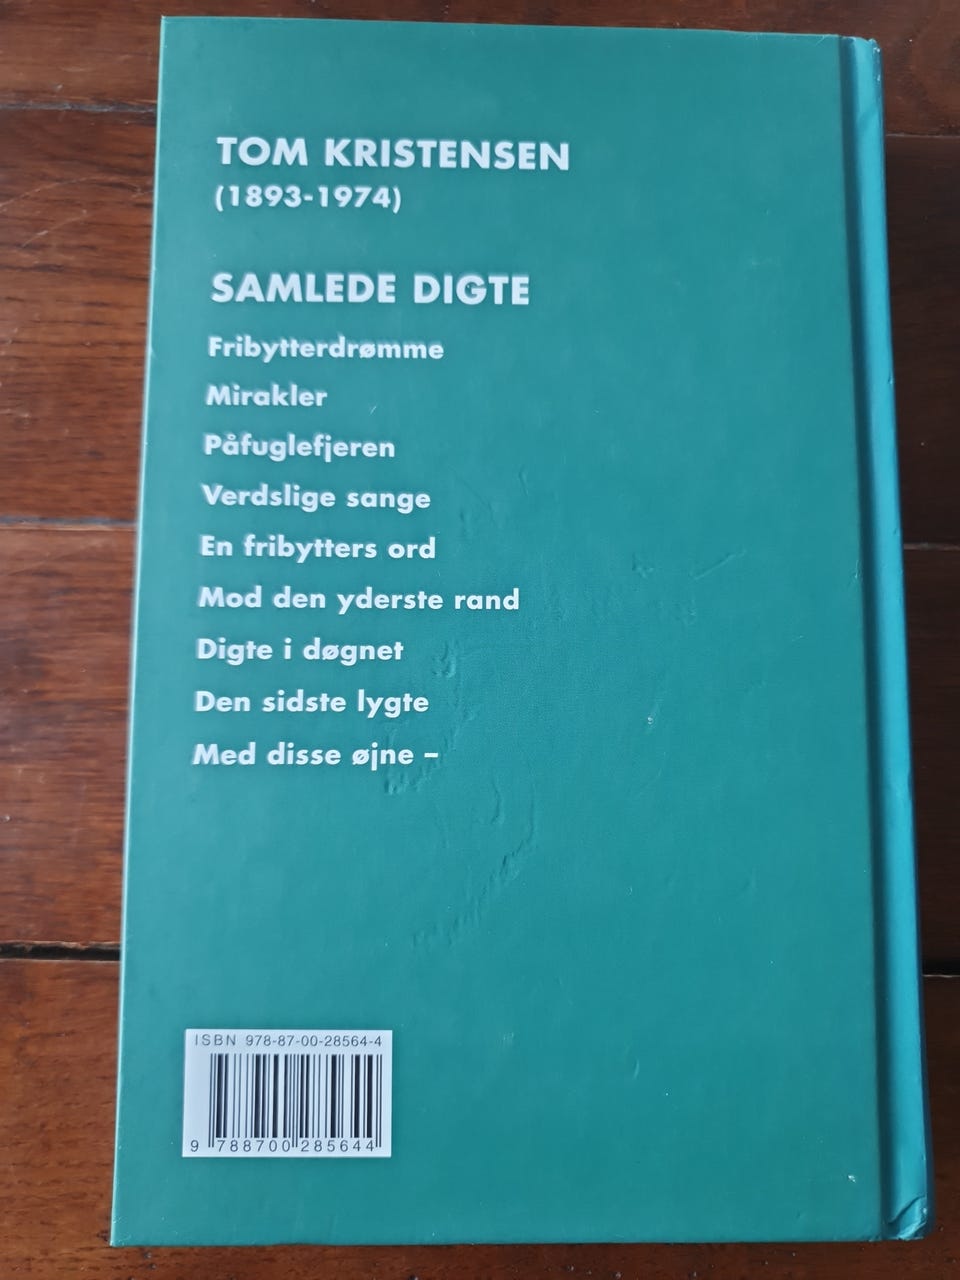 TOM KRISTENSEN
(1893-1974)
SAMLEDE DIGTE
Fribytterdrømme
Mirakler
Påfuglefjeren
Verdslige sange
En fribytters ord
Mod den yderste rand
Digte i døgnet
Den sidste lygte
Med disse øjne –
ISBN 978-87-00-28564-4
9 788700 285644